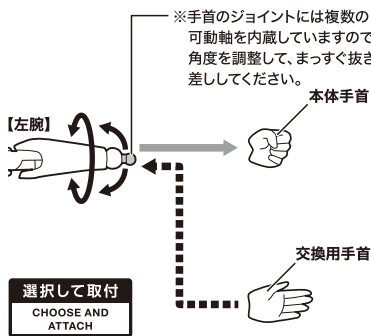 ※手首のジョイントには複数の
可動軸を内蔵していますので
角度を調整して、まっすぐ抜き
差ししてください。
本体手首
【左腕】
交換用手首
選択して取付
CHOOSE AND
ATTACH